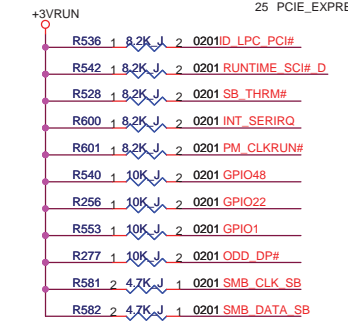 25 PCIE_EXPRE
+3VRUN
R536 1 8.2K_J 2 0201 ID_LPC_PCI#
R542 1 8.2K_J 2 0201 RUNTIME_SCI#_D
R528 1 8.2K_J 2 0201 SB_THRM#
R600 1 8.2K_J 2 0201 INT_SERIRQ
R601 1 8.2K_J 2 0201 PM_CLKRUN#
R540 1 10K_J 2 0201 GPIO48
R256 1 10K_J 2 0201 GPIO22
R553 1 10K_J 2 0201 GPIO1
R277 1 10K_J 2 0201 ODD_DP#
R581 2 4.7K_J 1 0201 SMB_CLK_SB
R582 2 4.7K_J 1 0201 SMB_DATA_SB